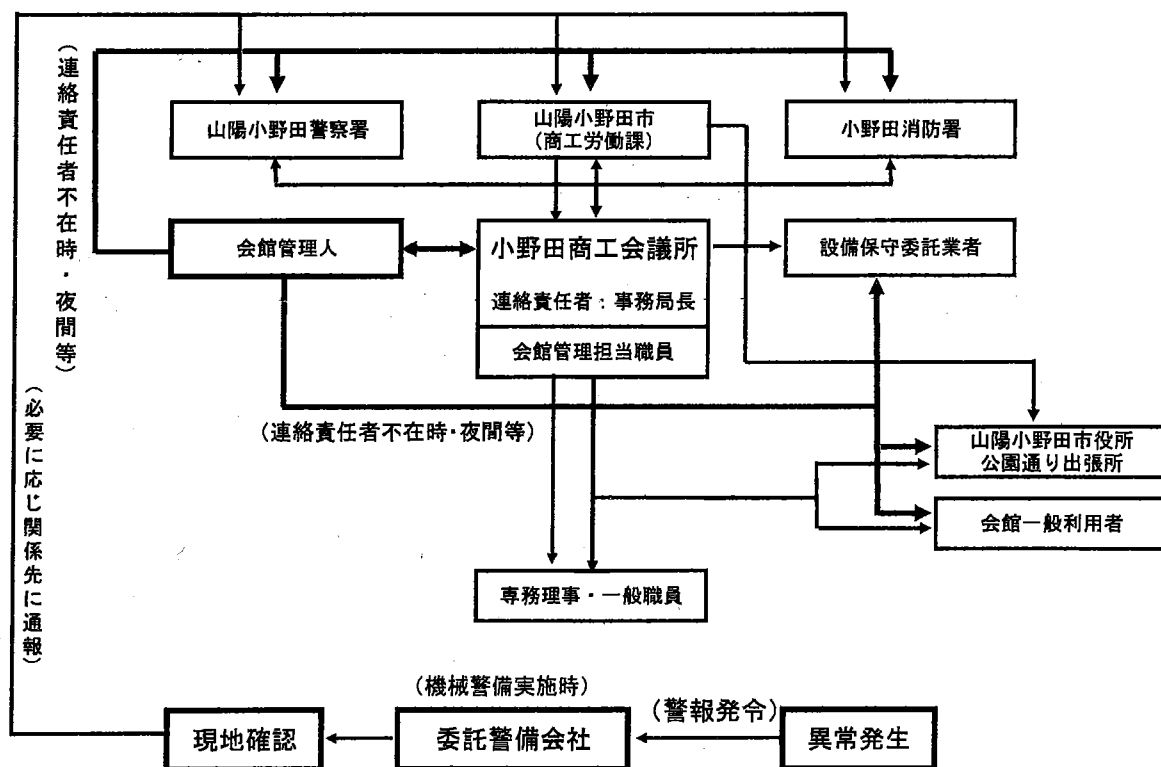 (連絡責任者不在時・夜間等)
山陽小野田警察署
山陽小野田市
(商工労働課)
小野田消防署
会館管理人
小野田商工会議所
連絡責任者：事務局長
会館管理担当職員
設備保守委託業者
(連絡責任者不在時・夜間等)
山陽小野田市役所
公園通り出張所
会館一般利用者
専務理事・一般職員
(必要に応じ関係先に通報)
(機械警備実施時)
(警報発令)
現地確認
委託警備会社
異常発生